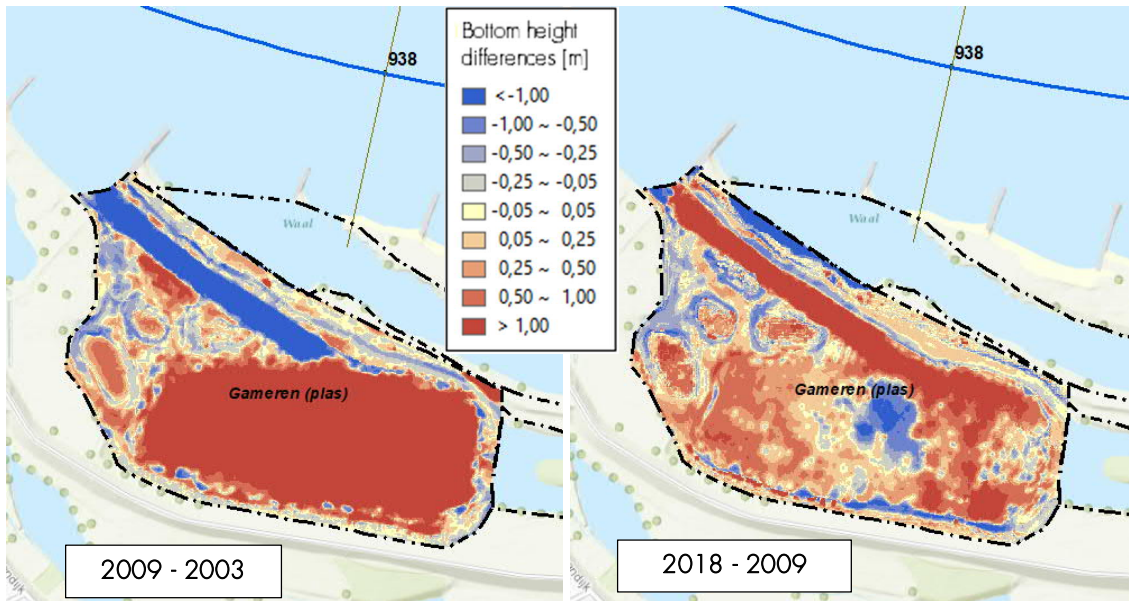 938
Waal
Gameren (plas)
2009 - 2003
Bottom height
differences [m]
<-1,00
-1,00 ~ -0,50
-0,50 ~ -0,25
-0,25 ~ -0,05
-0,05 ~ 0,05
0,05 ~ 0,25
0,25 ~ 0,50
0,50 ~ 1,00
> 1,00
938
Waal
Gameren (plas)
2018 - 2009